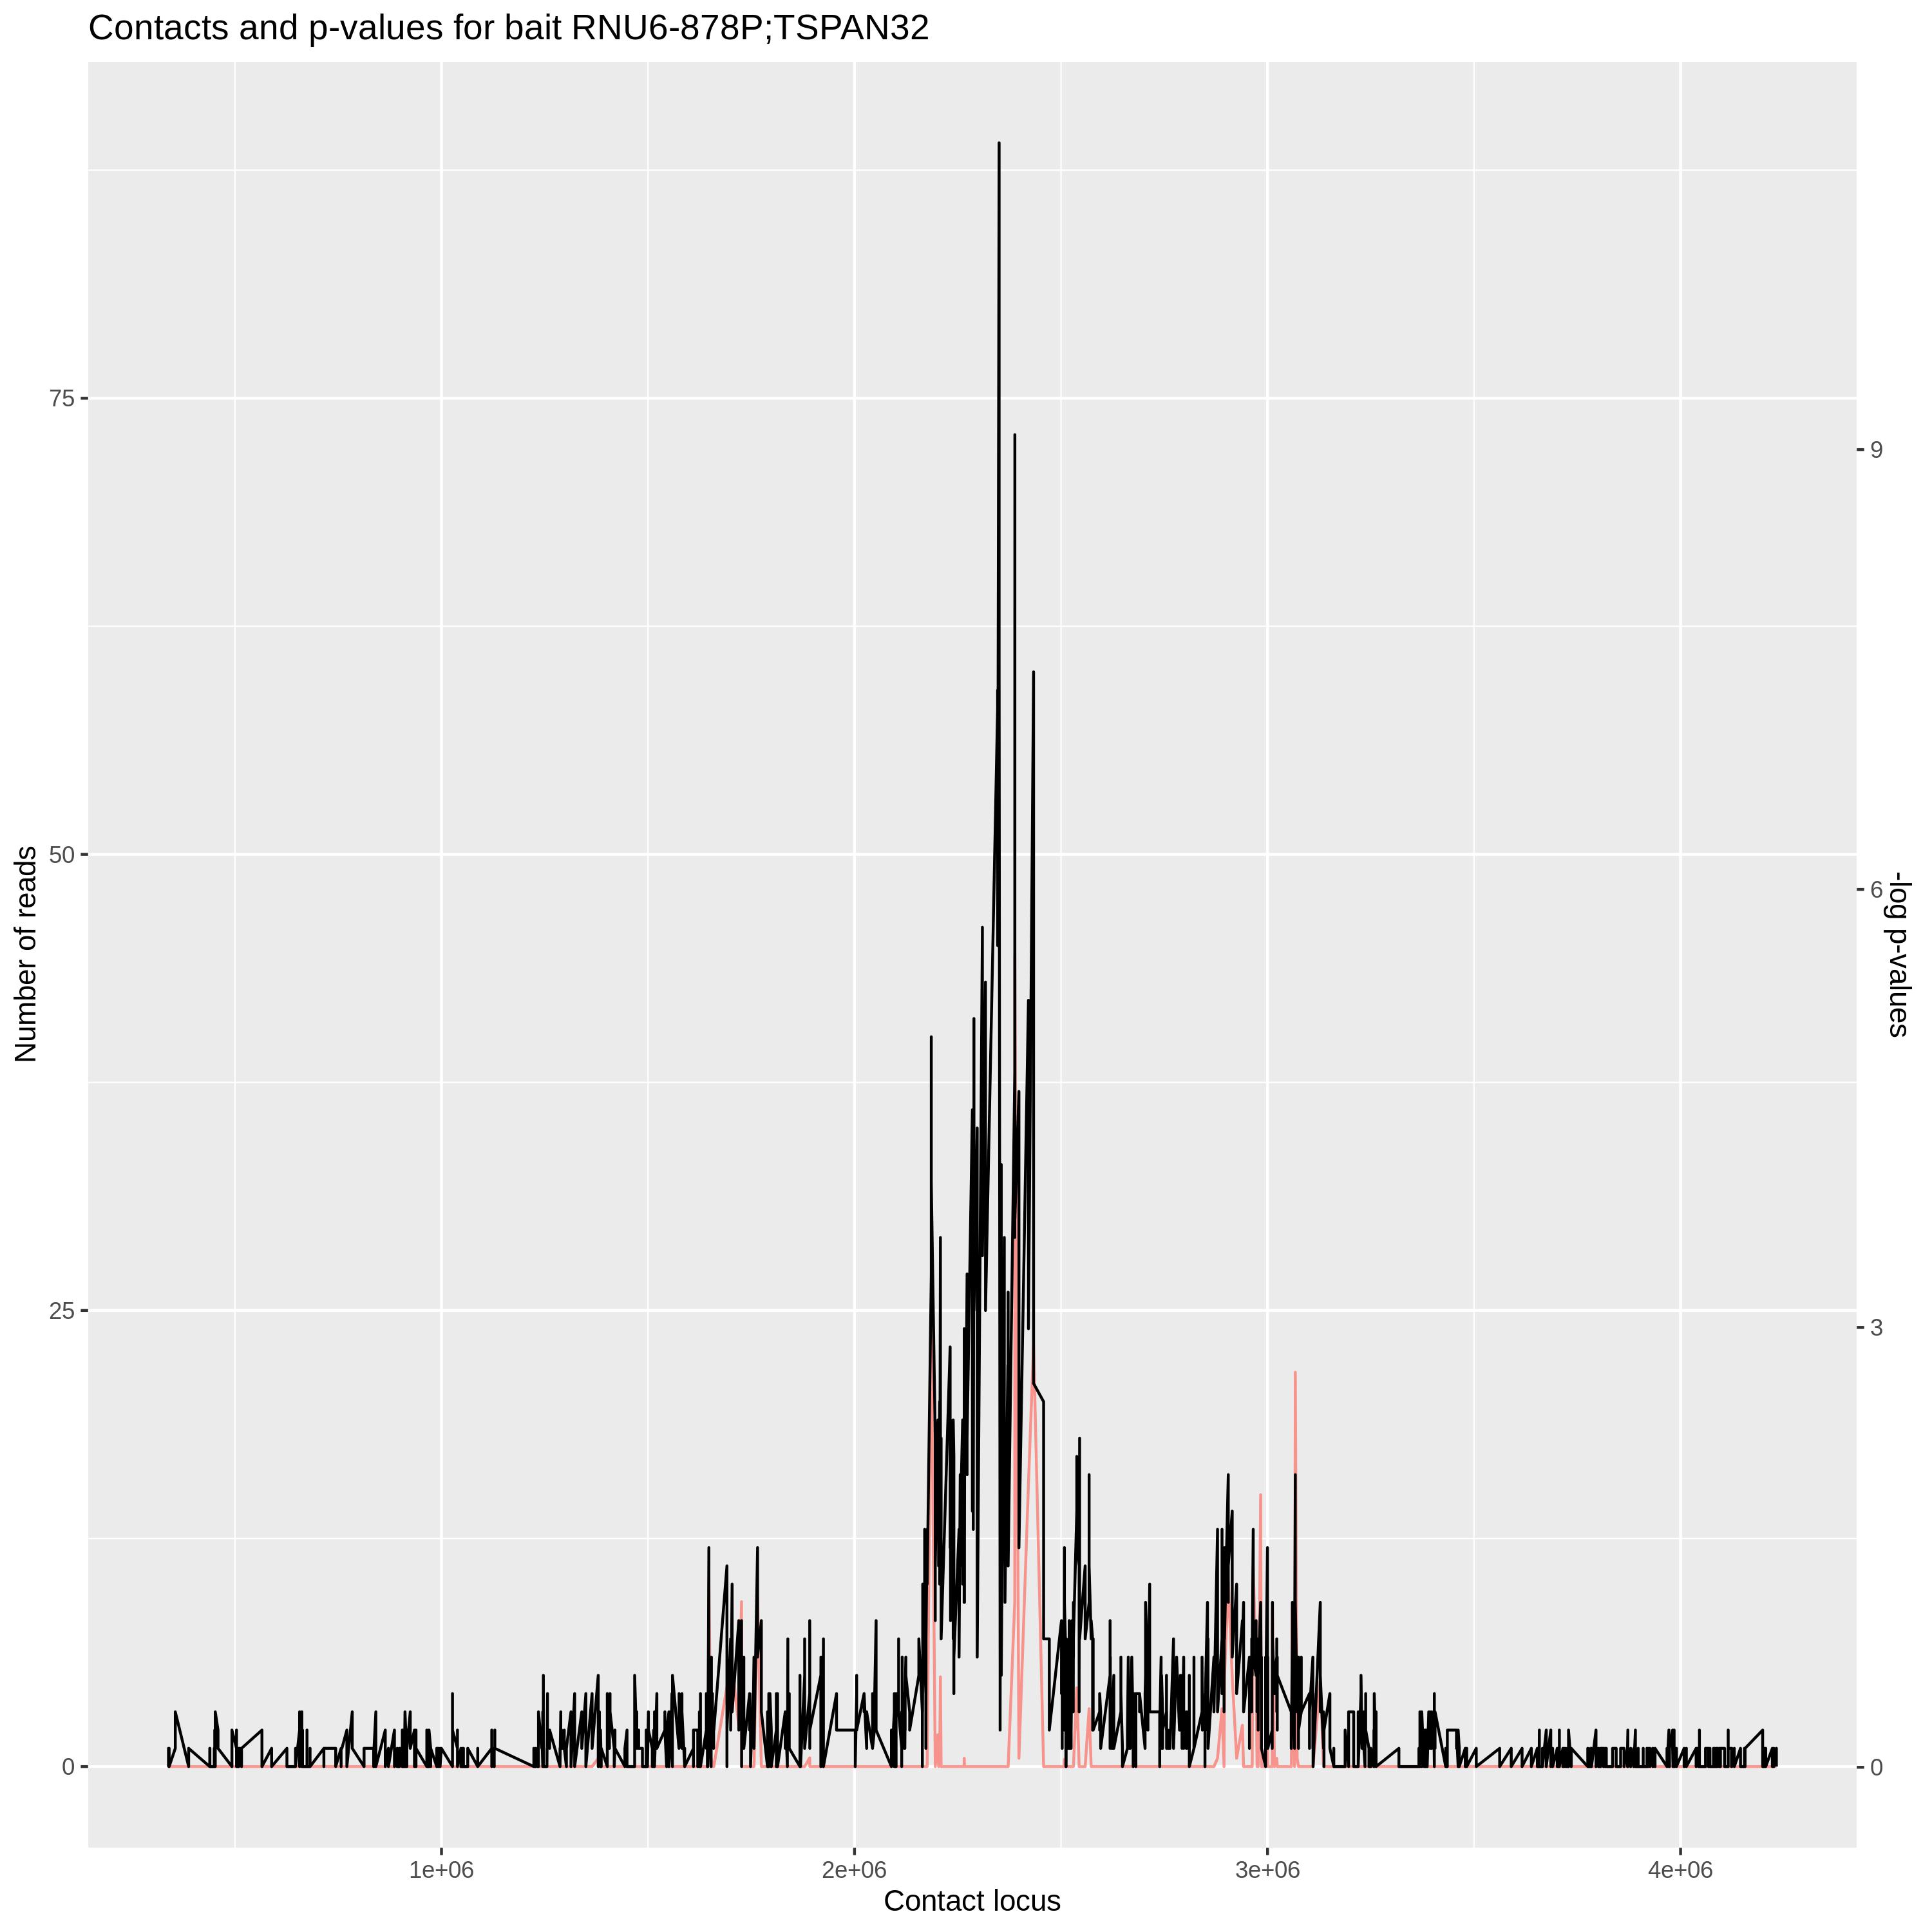 Contacts and p-values for bait RNU6-878P;TSPAN32
75
50
25
0
Number of reads
9
6
3
0
-log p-values
1e+06
2e+06
3e+06
4e+06
Contact locus